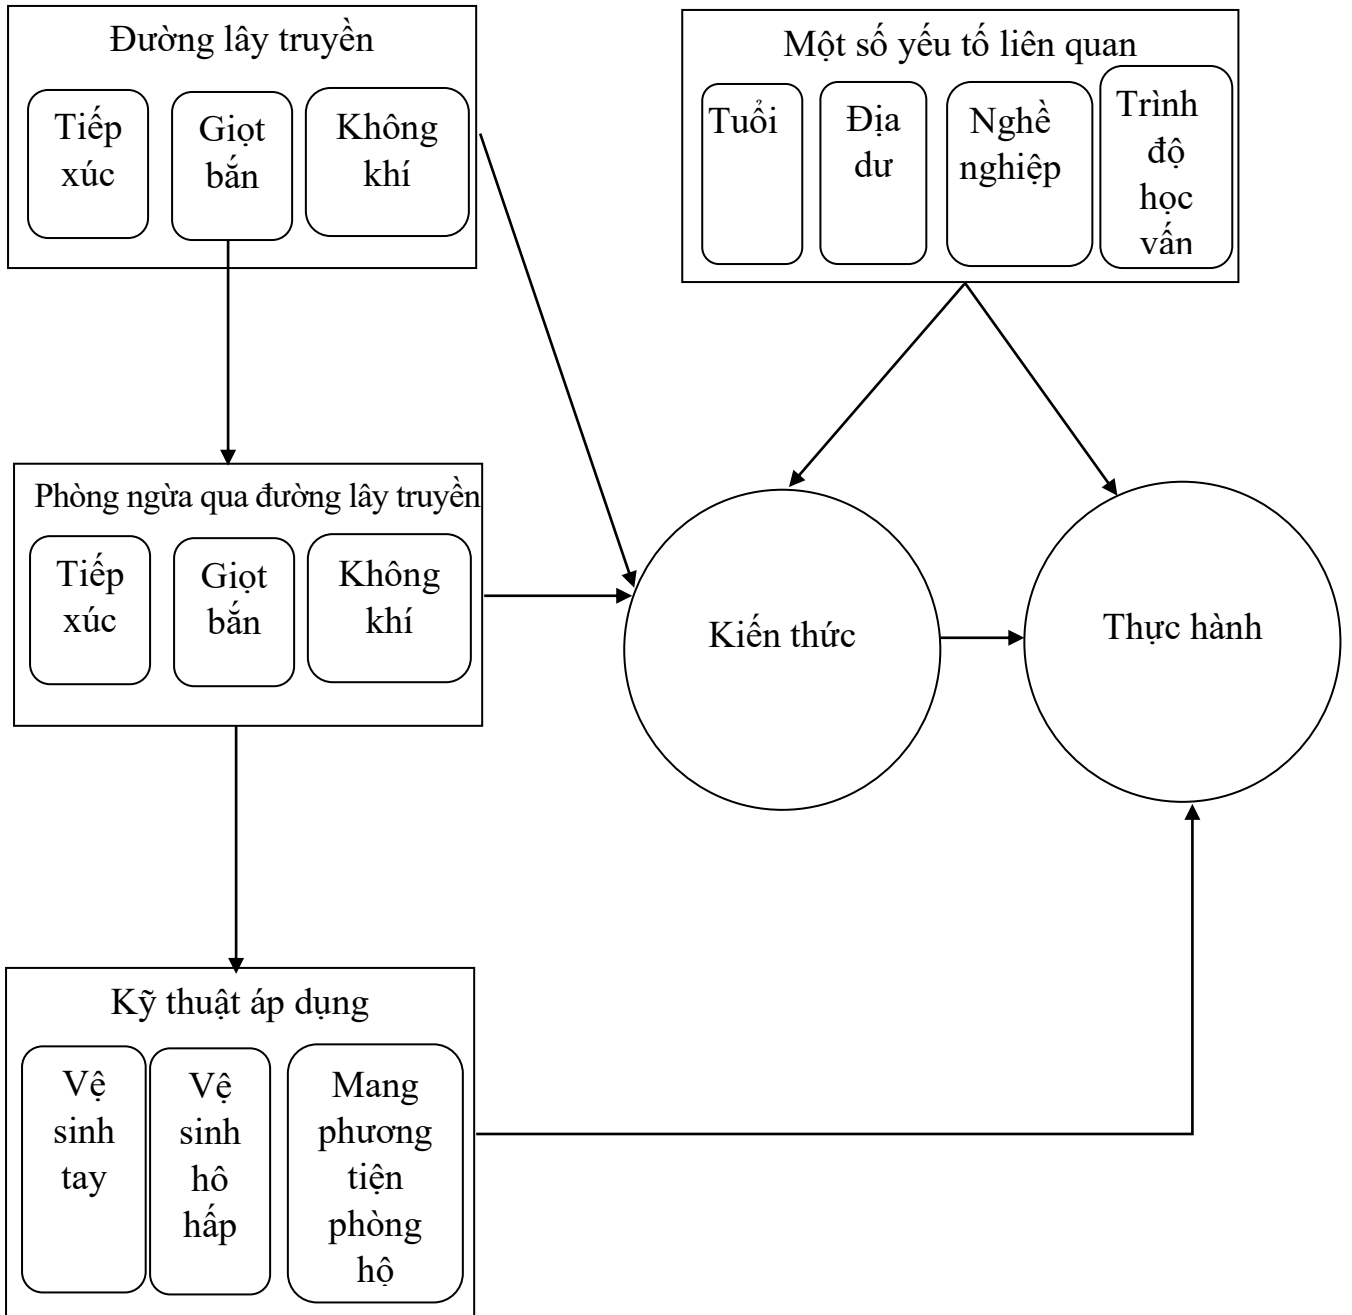 Đường lây truyền
Tiếp
xúc
Giọt
bắn
Không
khí
Một số yếu tố liên quan
Tuổi
Địa
dư
Nghề
nghiệp
Trình
độ
học
vấn
Phòng ngừa qua đường lây truyền
Tiếp
xúc
Giọt
bắn
Không
khí
Kiến thức
Thực hành
Kỹ thuật áp dụng
Vệ
sinh
tay
Vệ
sinh
hô
hấp
Mang
phương
tiện
phòng
hộ